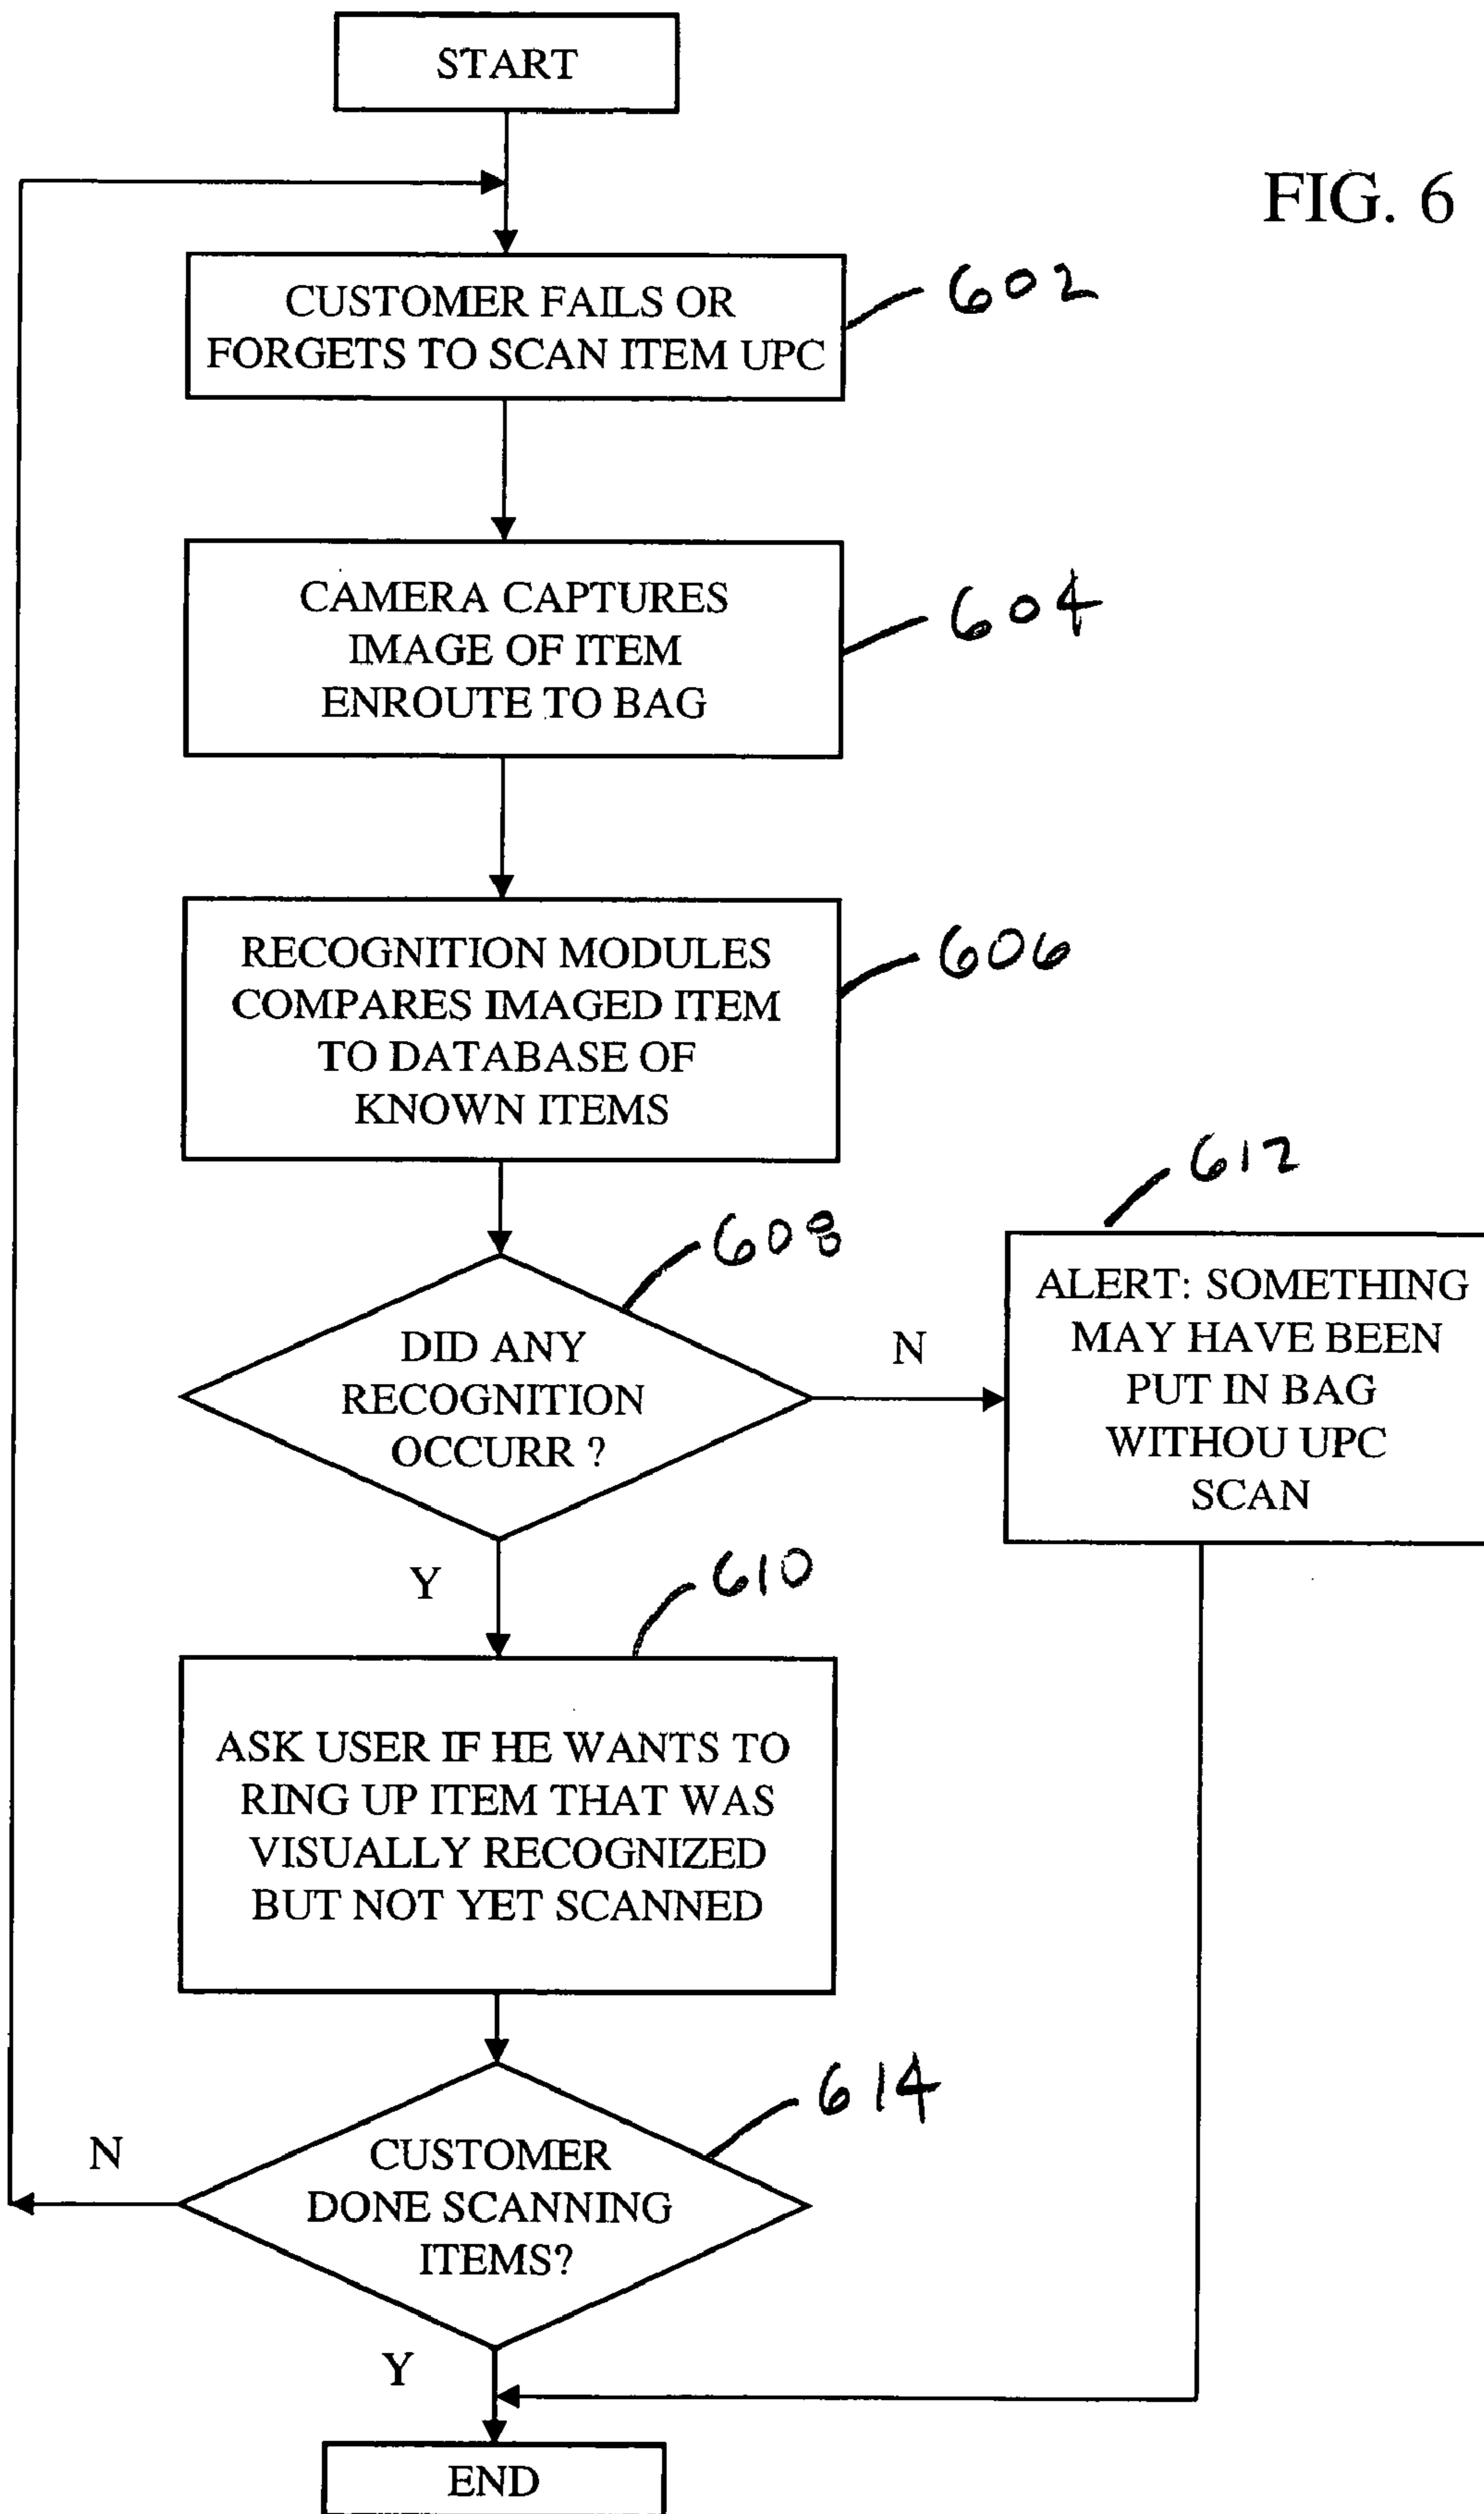 START
FIG. 6
CUSTOMER FAILS OR
FORGETS TO SCAN ITEM UPC
602
CAMERA CAPTURES
IMAGE OF ITEM
ENROUTE TO BAG
604
RECOGNITION MODULES
COMPARES IMAGED ITEM
TO DATABASE OF
KNOWN ITEMS
606
608
DID ANY
RECOGNITION
OCCURR ?
N
612
ALERT: SOMETHING
MAY HAVE BEEN
PUT IN BAG
WITHOU UPC
SCAN
Y
610
ASK USER IF HE WANTS TO
RING UP ITEM THAT WAS
VISUALLY RECOGNIZED
BUT NOT YET SCANNED
614
CUSTOMER
DONE SCANNING
ITEMS?
N
Y
END